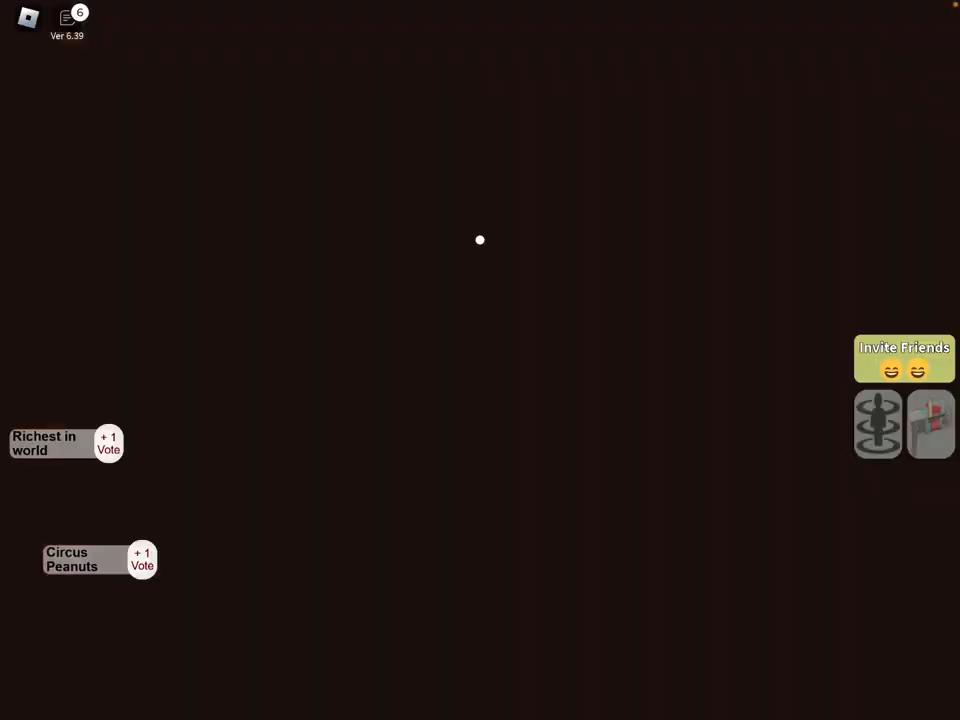 6
Ver 6.39
Invite Friends
Richest in
world
+ 1
Vote
Circus
Peanuts
+ 1
Vote